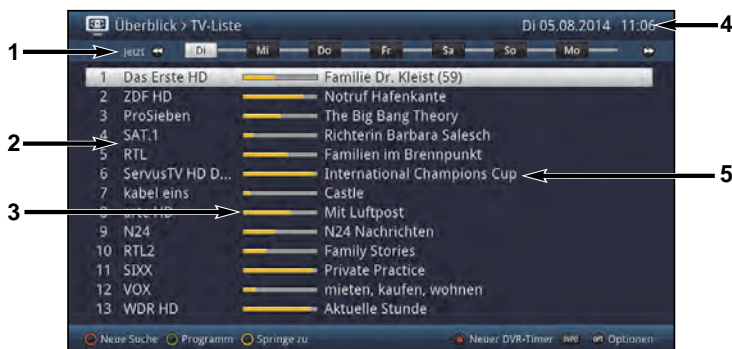 Überblick > TV-Liste Di 05.08.2014 11:06 4
1 Jetzt Di Mi Do Fr Sa So Mo
1 Das Erste HD Familie Dr. Kleist (59)
2 ZDF HD Notruf Hafenkante
3 ProSieben The Big Bang Theory
2 4 SAT.1 Richterin Barbara Salesch
5 RTL Familien im Brennpunkt
6 ServusTV HD D... International Champions Cup 5
7 kabel eins Castle
3 8 arte HD Mit Luftpost
9 N24 N24 Nachrichten
10 RTL2 Family Stories
11 SIXX Private Practice
12 VOX mieten, kaufen, wohnen
13 WDR HD Aktuelle Stunde
Neue Suche Programm Springe zu Neuer DVR-Timer INFO OPT Optionen